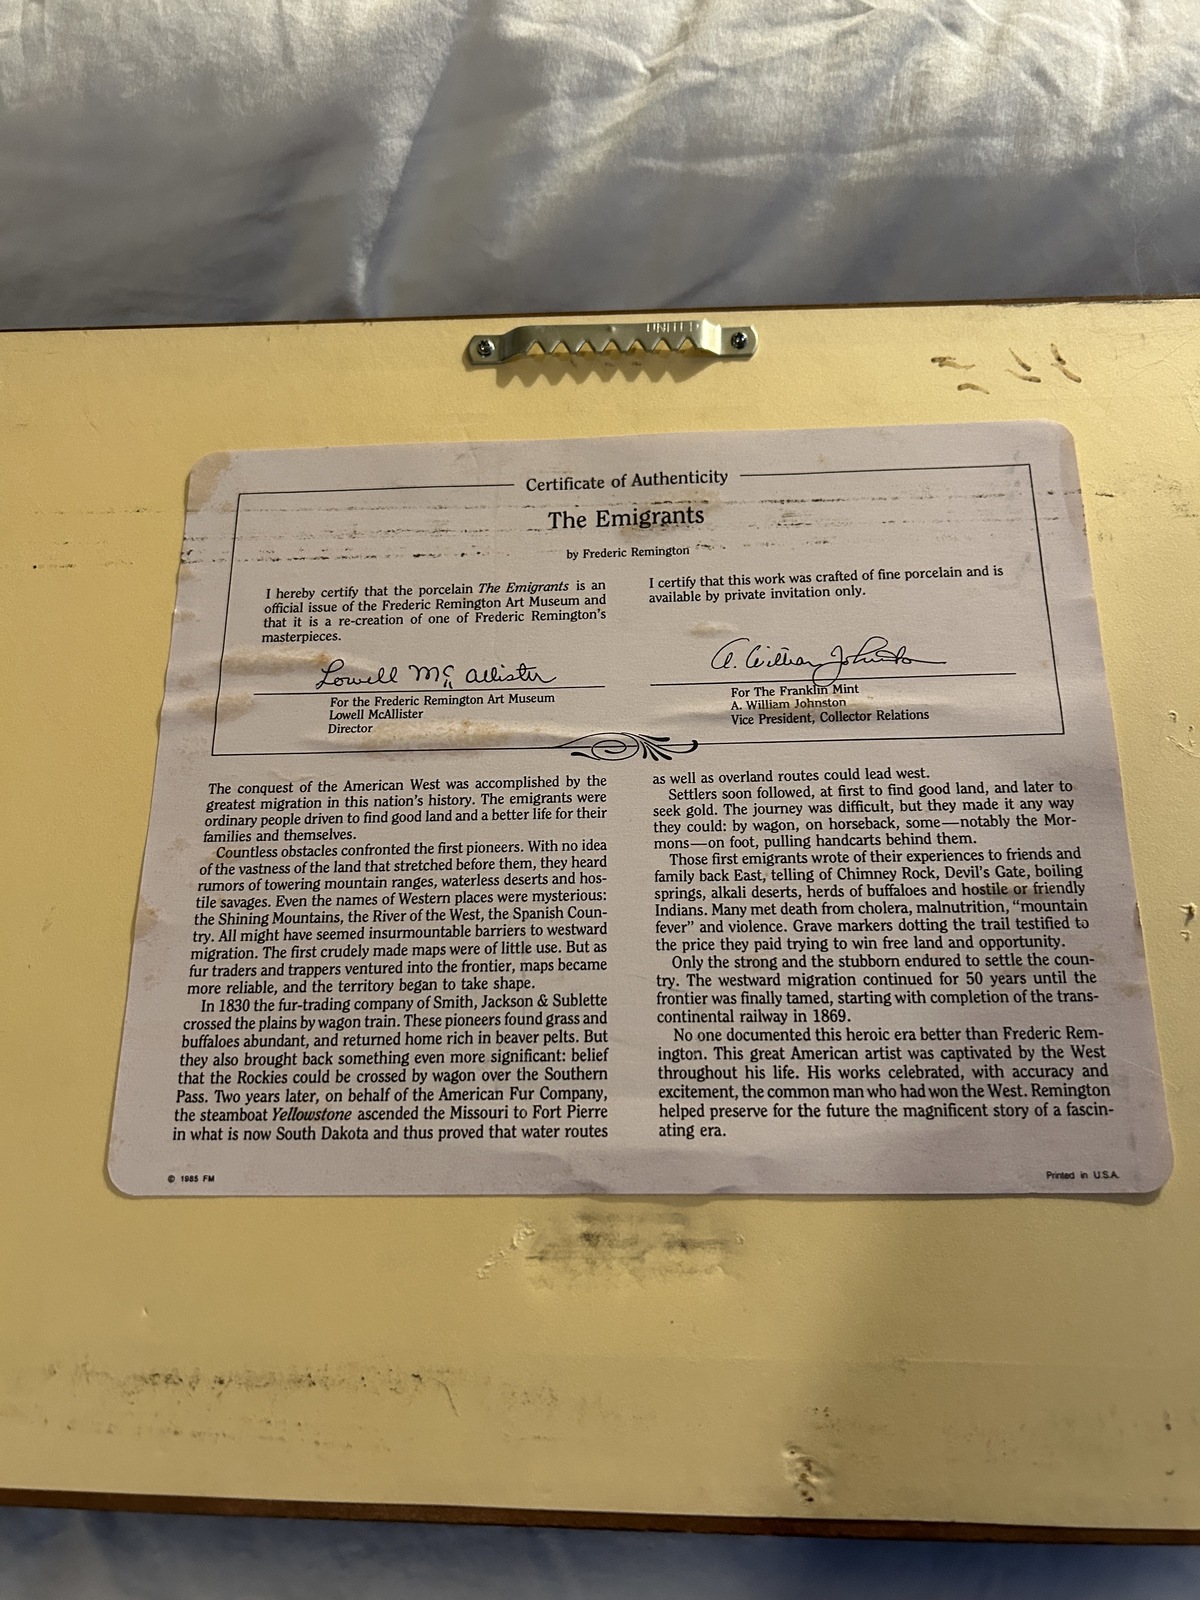 UNITED
Certificate of Authenticity
The Emigrants
by Frederic Remington
I hereby certify that the porcelain The Emigrants is an
official issue of the Frederic Remington Art Museum and
that it is a re-creation of one of Frederic Remington's
masterpieces.
Lowell McAllister
For the Frederic Remington Art Museum
Lowell McAllister
Director
I certify that this work was crafted of fine porcelain and is
available by private invitation only.
A. William Johnston
For The Franklin Mint
A. William Johnston
Vice President, Collector Relations
The conquest of the American West was accomplished by the
greatest migration in this nation's history. The emigrants were
ordinary people driven to find good land and a better life for their
families and themselves.
Countless obstacles confronted the first pioneers. With no idea
of the vastness of the land that stretched before them, they heard
rumors of towering mountain ranges, waterless deserts and hos-
tile savages. Even the names of Western places were mysterious:
the Shining Mountains, the River of the West, the Spanish Coun-
try. All might have seemed insurmountable barriers to westward
migration. The first crudely made maps were of little use. But as
fur traders and trappers ventured into the frontier, maps became
more reliable, and the territory began to take shape.
In 1830 the fur-trading company of Smith, Jackson & Sublette
crossed the plains by wagon train. These pioneers found grass and
buffaloes abundant, and returned home rich in beaver pelts. But
they also brought back something even more significant: belief
that the Rockies could be crossed by wagon over the Southern
Pass. Two years later, on behalf of the American Fur Company,
the steamboat Yellowstone ascended the Missouri to Fort Pierre
in what is now South Dakota and thus proved that water routes
as well as overland routes could lead west.
Settlers soon followed, at first to find good land, and later to
seek gold. The journey was difficult, but they made it any way
they could: by wagon, on horseback, some—notably the Mor-
mons—on foot, pulling handcarts behind them.
Those first emigrants wrote of their experiences to friends and
family back East, telling of Chimney Rock, Devil's Gate, boiling
springs, alkali deserts, herds of buffaloes and hostile or friendly
Indians. Many met death from cholera, malnutrition, "mountain
fever" and violence. Grave markers dotting the trail testified to
the price they paid trying to win free land and opportunity.
Only the strong and the stubborn endured to settle the coun-
try. The westward migration continued for 50 years until the
frontier was finally tamed, starting with completion of the trans-
continental railway in 1869.
No one documented this heroic era better than Frederic Rem-
ington. This great American artist was captivated by the West
throughout his life. His works celebrated, with accuracy and
excitement, the common man who had won the West. Remington
helped preserve for the future the magnificent story of a fascin-
ating era.
© 1985 FM
Printed in U.S.A.